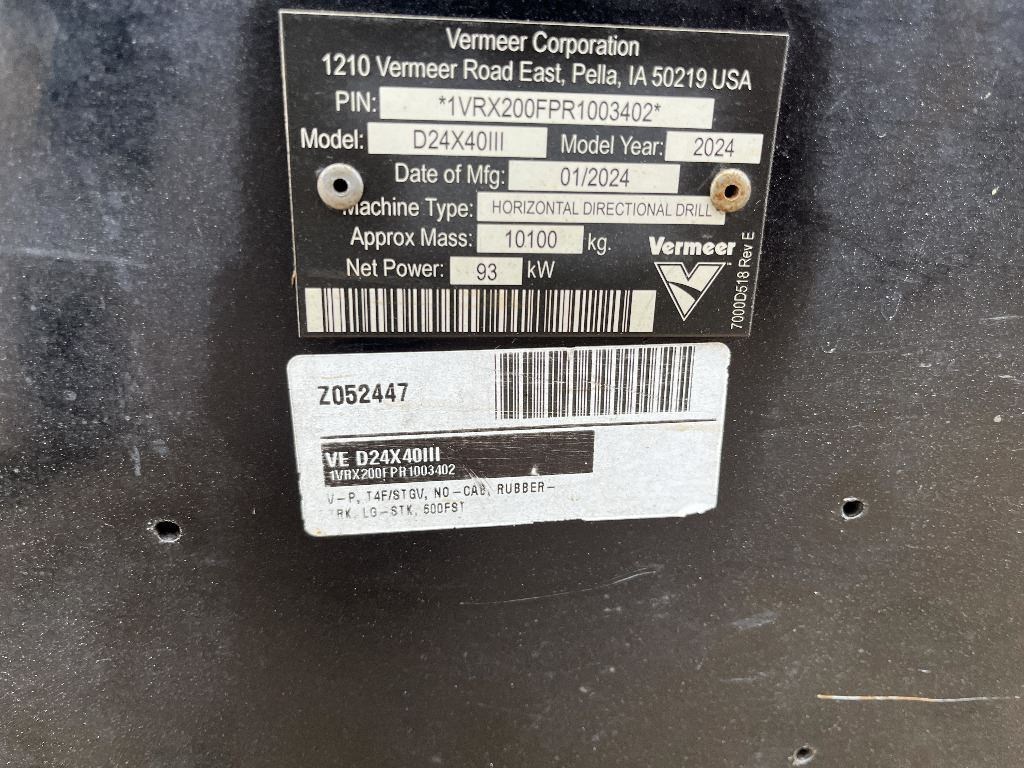 Vermeer Corporation
1210 Vermeer Road East, Pella, IA 50219 USA
PIN: *1VRX200FPR1003402*
Model: D24X40III Model Year: 2024
Date of Mfg: 01/2024
Machine Type: HORIZONTAL DIRECTIONAL DRILL
Approx Mass: 10100 kg.
Net Power: 93 kW
Vermeer
7000D518 Rev E
Z052447
VE D24X40III
1VRX200FPR1003402
V-P, T4F/STGV, NO-CAB, RUBBER-
TRK, LG-STK, 600FST